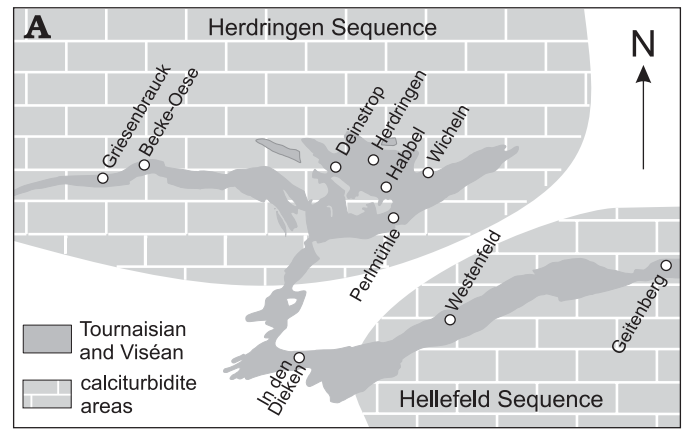 A
Herdringen Sequence
N
Griesenbrauck
Becke-Oese
Deinstrop
Herdringen
Habbel
Wicheln
Perlmühle
Westenfeld
Geitenberg
In den
Dieken
Tournaisian
and Viséan
calciturbidite
areas
Hellefeld Sequence